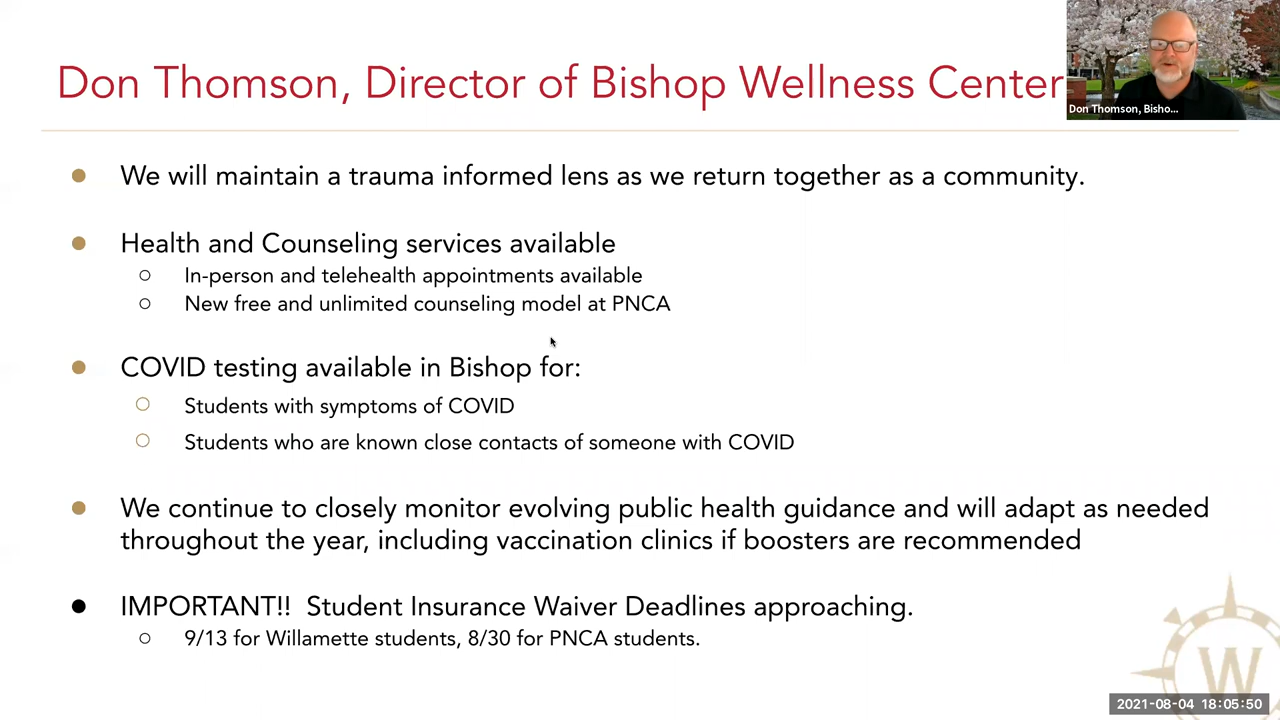 Don Thomson, Director of Bishop Wellness Center
Don Thomson, Bisho...
We will maintain a trauma informed lens as we return together as a community.
Health and Counseling services available
In-person and telehealth appointments available
New free and unlimited counseling model at PNCA
COVID testing available in Bishop for:
Students with symptoms of COVID
Students who are known close contacts of someone with COVID
We continue to closely monitor evolving public health guidance and will adapt as needed
throughout the year, including vaccination clinics if boosters are recommended
IMPORTANT!! Student Insurance Waiver Deadlines approaching.
9/13 for Willamette students, 8/30 for PNCA students.
W
2021-08-04 18:05:50